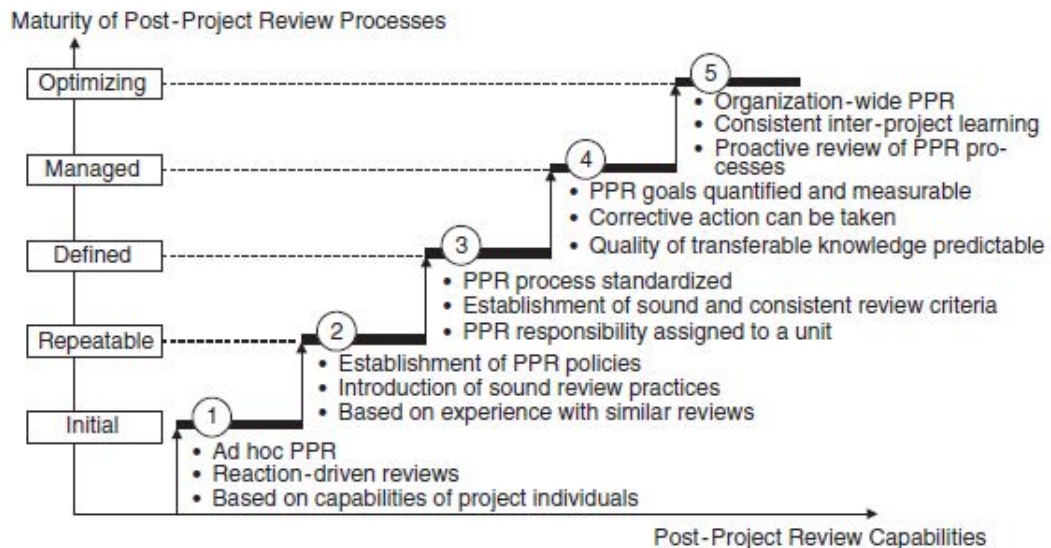 Maturity of Post-Project Review Processes
Optimizing
5
• Organization-wide PPR
• Consistent inter-project learning
• Proactive review of PPR pro-
cesses
Managed
4
• PPR goals quantified and measurable
• Corrective action can be taken
• Quality of transferable knowledge predictable
Defined
3
• PPR process standardized
• Establishment of sound and consistent review criteria
• PPR responsibility assigned to a unit
Repeatable
2
• Establishment of PPR policies
• Introduction of sound review practices
• Based on experience with similar reviews
Initial
1
• Ad hoc PPR
• Reaction-driven reviews
• Based on capabilities of project individuals
Post-Project Review Capabilities